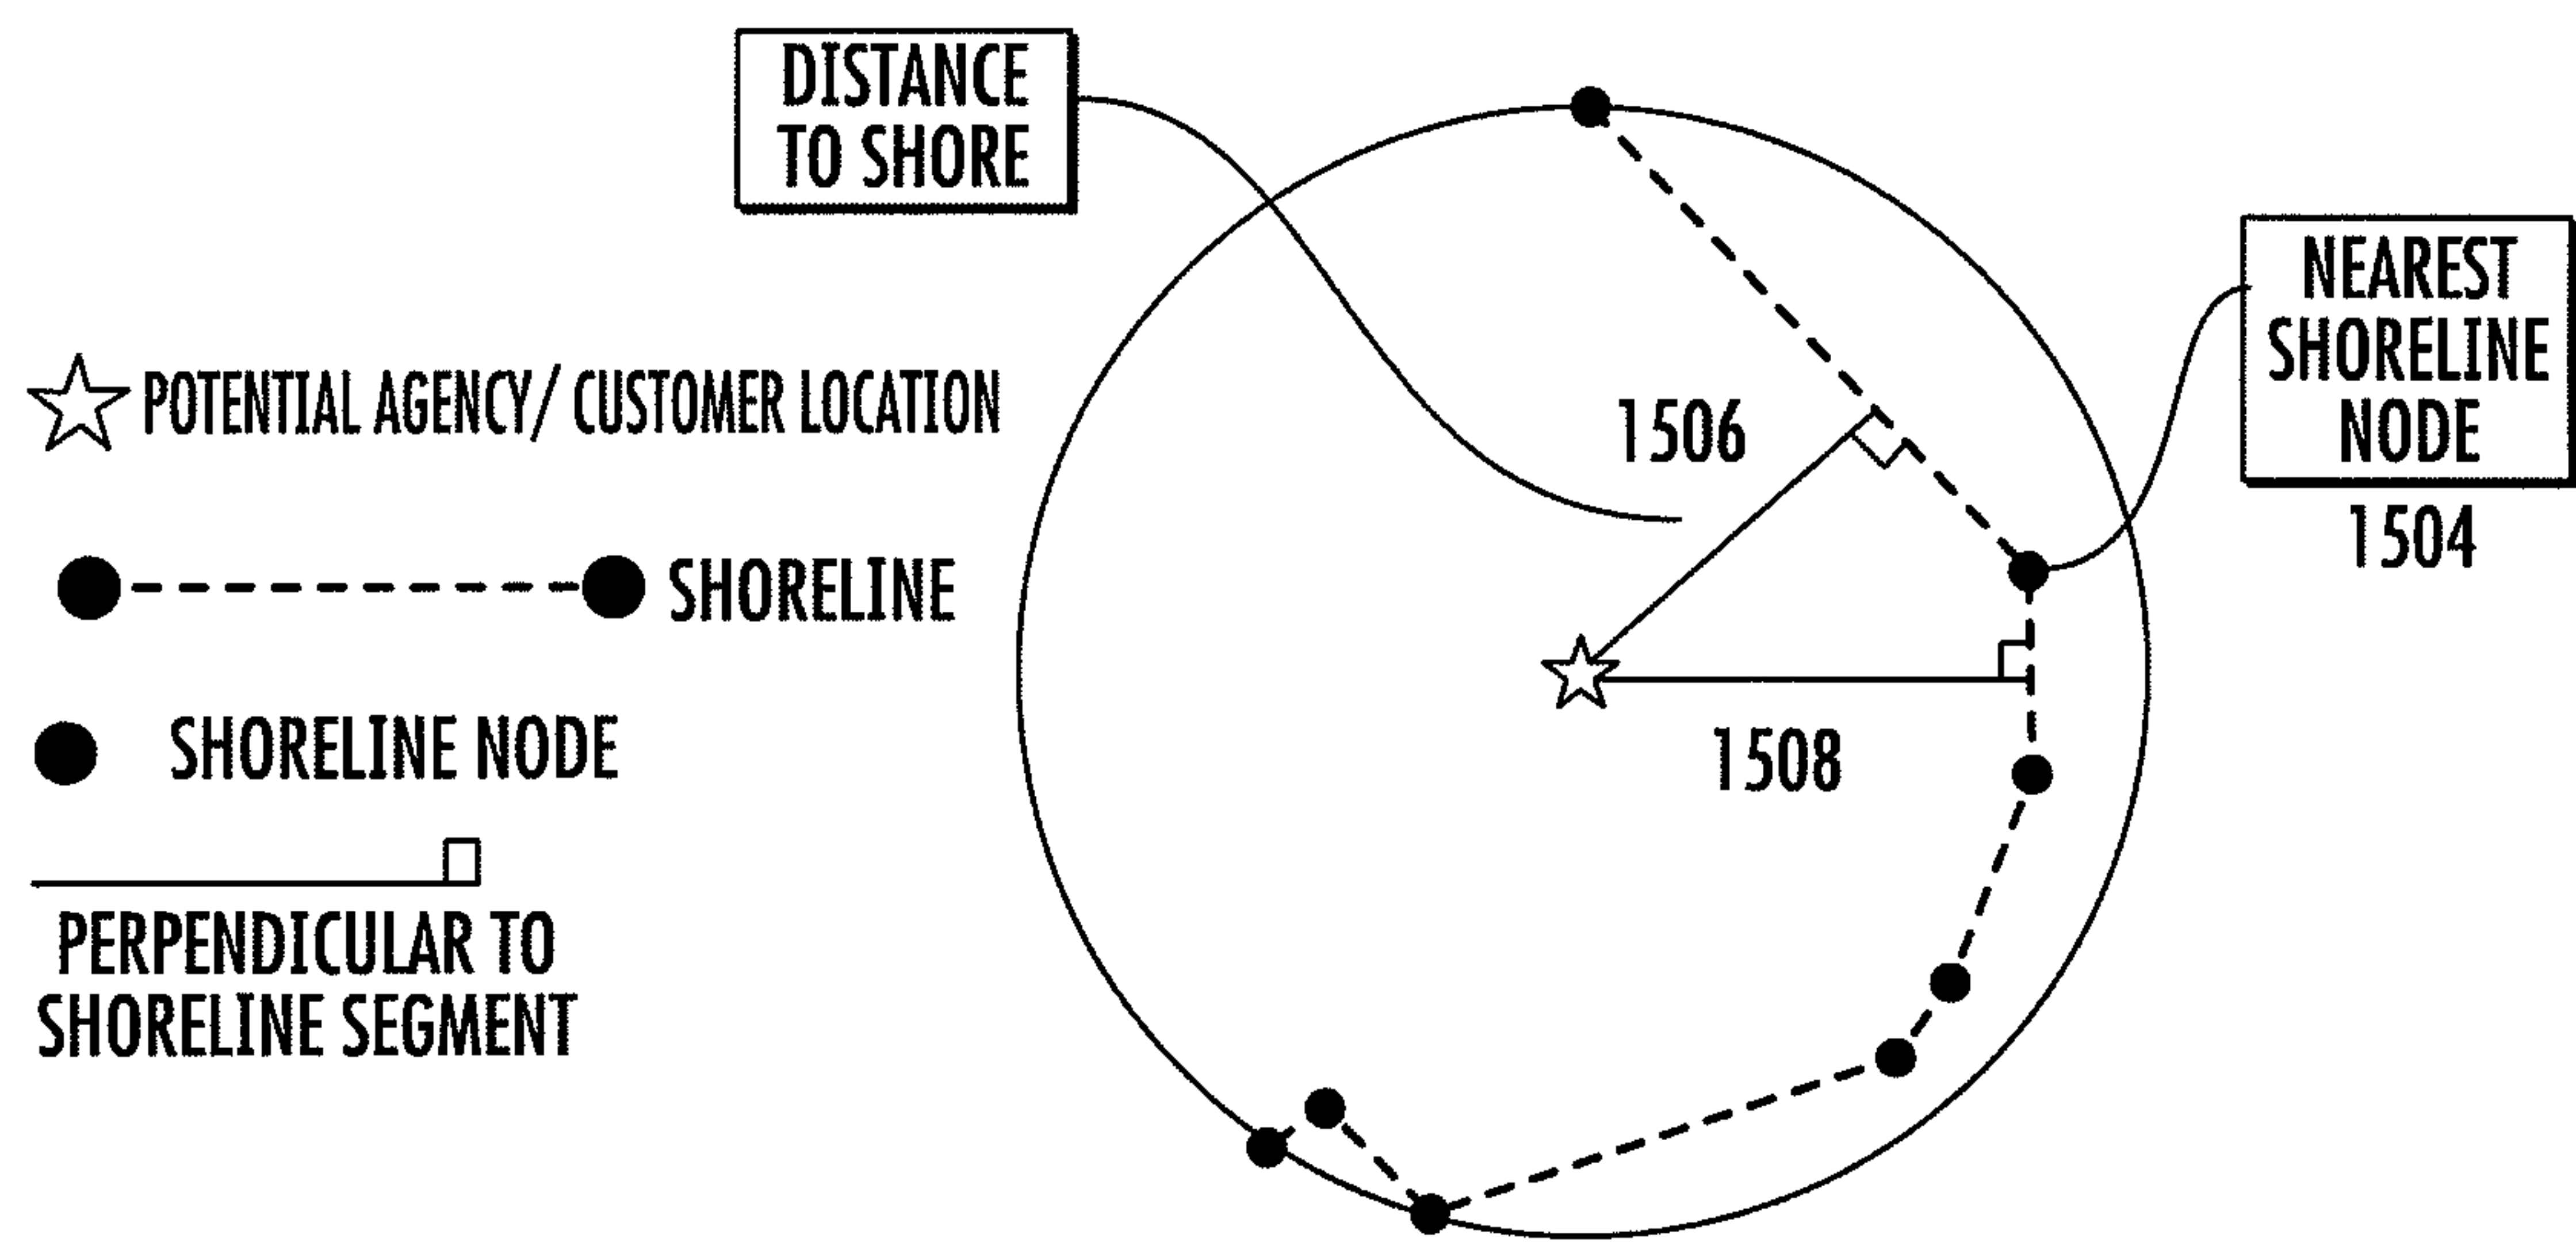 DISTANCE
TO SHORE
NEAREST
SHORELINE
NODE
1504
1506
1508
POTENTIAL AGENCY/ CUSTOMER LOCATION
SHORELINE
SHORELINE NODE
PERPENDICULAR TO
SHORELINE SEGMENT